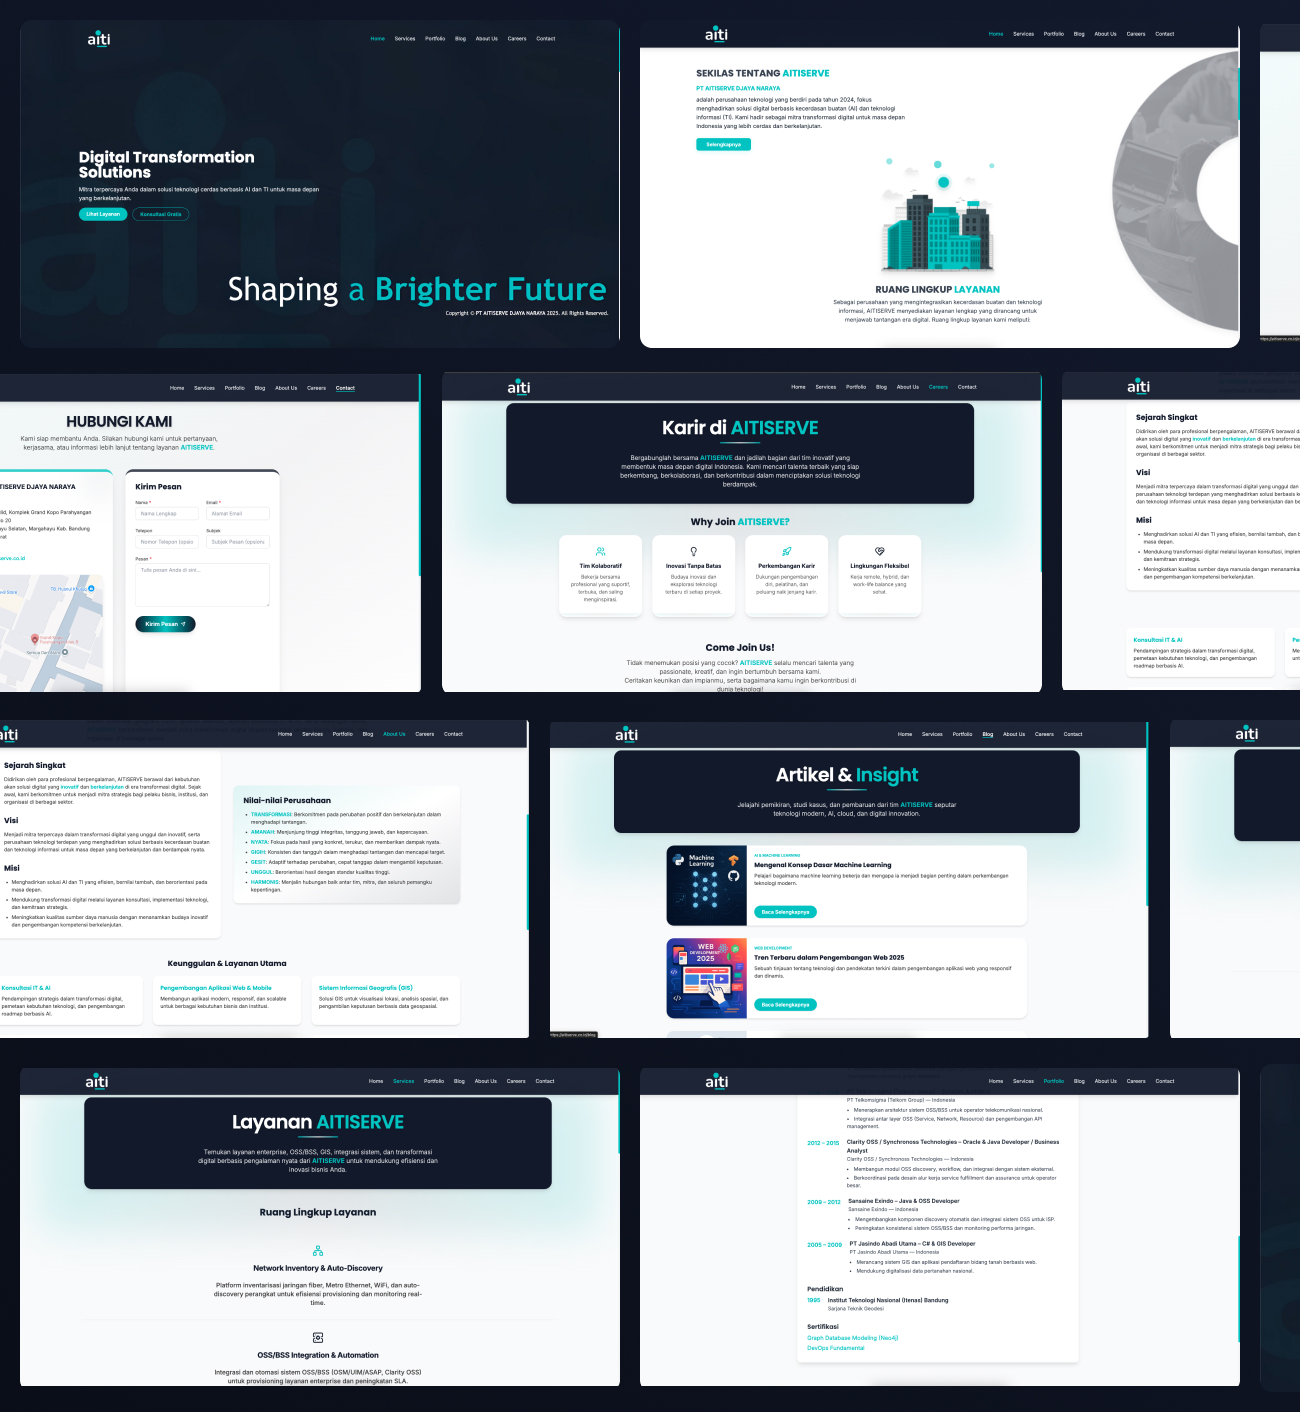 aiti
Home Services Portfolio Blog About Us Careers Contact
Digital Transformation
Solutions
Mitra terpercaya Anda dalam solusi teknologi cerdas berbasis AI dan TI untuk masa depan
yang berkelanjutan.
Lihat Layanan Konsultasi Gratis
Shaping a Brighter Future
Copyright © PT AITISERVE DJAYA NARAYA 2025. All Rights Reserved.
aiti
Home Services Portfolio Blog About Us Careers Contact
SEKILAS TENTANG AITISERVE
PT AITISERVE DJAYA NARAYA
adalah perusahaan teknologi yang berdiri pada tahun 2024, fokus
menghadirkan solusi digital berbasis kecerdasan buatan (AI) dan teknologi
informasi (TI). Kami hadir sebagai mitra transformasi digital untuk masa depan
Indonesia yang lebih cerdas dan berkelanjutan.
Selengkapnya
RUANG LINGKUP LAYANAN
Sebagai perusahaan yang mengintegrasikan kecerdasan buatan dan teknologi
informasi, AITISERVE menyediakan layanan lengkap yang dirancang untuk
menjawab tantangan era digital. Ruang lingkup layanan kami meliputi:
Home Services Portfolio Blog About Us Careers Contact
HUBUNGI KAMI
Kami siap membantu Anda. Silakan hubungi kami untuk pertanyaan,
kerjasama, atau informasi lebih lanjut tentang layanan AITISERVE.
TISERVE DJAYA NARAYA
lid, Komplek Grand Kopo Parahyangan
o 20
yu Selatan, Margahayu Kab. Bandung
rat
serve.co.id
Kirim Pesan
Nama * Email *
Nama Lengkap Alamat Email
Telepon Subjek
Nomor Telepon (opsio Subjek Pesan (opsiona
Pesan *
Tulis pesan Anda di sini...
Kirim Pesan
aiti
Home Services Portfolio Blog About Us Careers Contact
Karir di AITISERVE
Bergabunglah bersama AITISERVE dan jadilah bagian dari tim inovatif yang
membentuk masa depan digital Indonesia. Kami mencari talenta terbaik yang siap
berkembang, berkolaborasi, dan berkontribusi dalam menciptakan solusi teknologi
berdampak.
Why Join AITISERVE?
Tim Kolaboratif
Bekerja bersama
profesional yang suportif,
terbuka, dan saling
menginspirasi.
Inovasi Tanpa Batas
Budaya inovasi dan
eksplorasi teknologi
terbaru di setiap proyek.
Perkembangan Karir
Dukungan pengembangan
diri, pelatihan, dan
peluang naik jenjang karir.
Lingkungan Fleksibel
Kerja remote, hybrid, dan
work-life balance yang
sehat.
Come Join Us!
Tidak menemukan posisi yang cocok? AITISERVE selalu mencari talenta yang
passionate, kreatif, dan ingin bertumbuh bersama kami.
Ceritakan keunikan dan impianmu, serta bagaimana kamu ingin berkontribusi di
dunia teknologi!
aiti
Sejarah Singkat
Didirikan oleh para profesional berpengalaman, AITISERVE berawal da
akan solusi digital yang inovatif dan berkelanjutan di era transformas
awal, kami berkomitmen untuk menjadi mitra strategis bagi pelaku bis
organisasi di berbagai sektor.
Visi
Menjadi mitra terpercaya dalam transformasi digital yang unggul dan
perusahaan teknologi terdepan yang menghadirkan solusi berbasis ke
dan teknologi informasi untuk masa depan yang berkelanjutan dan be
Misi
• Menghadirkan solusi AI dan TI yang efisien, bernilai tambah, dan b
masa depan.
• Mendukung transformasi digital melalui layanan konsultasi, implem
dan kemitraan strategis.
• Meningkatkan kualitas sumber daya manusia dengan menanamkan
dan pengembangan kompetensi berkelanjutan.
Konsultasi IT & AI
Pendampingan strategis dalam transformasi digital,
pemetaan kebutuhan teknologi, dan pengembangan
roadmap berbasis AI.
Pe
Me
unt
aiti
Home Services Portfolio Blog About Us Careers Contact
Sejarah Singkat
Didirikan oleh para profesional berpengalaman, AITISERVE berawal dari kebutuhan
akan solusi digital yang inovatif dan berkelanjutan di era transformasi digital. Sejak
awal, kami berkomitmen untuk menjadi mitra strategis bagi pelaku bisnis, institusi, dan
organisasi di berbagai sektor.
Visi
Menjadi mitra terpercaya dalam transformasi digital yang unggul dan inovatif, serta
perusahaan teknologi terdepan yang menghadirkan solusi berbasis kecerdasan buatan
dan teknologi informasi untuk masa depan yang berkelanjutan dan berdampak nyata.
Misi
• Menghadirkan solusi AI dan TI yang efisien, bernilai tambah, dan berorientasi pada
masa depan.
• Mendukung transformasi digital melalui layanan konsultasi, implementasi teknologi,
dan kemitraan strategis.
• Meningkatkan kualitas sumber daya manusia dengan menanamkan budaya inovatif
dan pengembangan kompetensi berkelanjutan.
Nilai-nilai Perusahaan
• TRANSFORMASI: Berkomitmen pada perubahan positif dan berkelanjutan dalam
menghadapi tantangan.
• AMANAH: Menjunjung tinggi integritas, tanggung jawab, dan kepercayaan.
• NYATA: Fokus pada hasil yang konkret, terukur, dan memberikan dampak nyata.
• GIGIH: Konsisten dan tangguh dalam menghadapi tantangan dan mencapai target.
• GESIT: Adaptif terhadap perubahan, cepat tanggap dalam mengambil keputusan.
• UNGGUL: Berorientasi hasil dengan standar kualitas tinggi.
• HARMONIS: Menjalin hubungan baik antar tim, mitra, dan seluruh pemangku
kepentingan.
Keunggulan & Layanan Utama
Konsultasi IT & AI
Pendampingan strategis dalam transformasi digital,
pemetaan kebutuhan teknologi, dan pengembangan
roadmap berbasis AI.
Pengembangan Aplikasi Web & Mobile
Membangun aplikasi modern, responsif, dan scalable
untuk berbagai kebutuhan bisnis dan institusi.
Sistem Informasi Geografis (GIS)
Solusi GIS untuk visualisasi lokasi, analisis spasial, dan
pengambilan keputusan berbasis data geospasial.
aiti
Home Services Portfolio Blog About Us Careers Contact
Artikel & Insight
Jelajahi pemikiran, studi kasus, dan pembaruan dari tim AITISERVE seputar
teknologi modern, AI, cloud, dan digital innovation.
Machine
Learning
AI & MACHINE LEARNING
Mengenal Konsep Dasar Machine Learning
Pelajari bagaimana machine learning bekerja dan mengapa ia menjadi bagian penting dalam perkembangan
teknologi modern.
Baca Selengkapnya
WEB
DEVELOPMENT
2025
WEB DEVELOPMENT
Tren Terbaru dalam Pengembangan Web 2025
Sebuah tinjauan tentang teknologi dan pendekatan terkini dalam pengembangan aplikasi web yang responsif
dan dinamis.
Baca Selengkapnya
https://aitiserve.co.id/blog
aiti
aiti
Home Services Portfolio Blog About Us Careers Contact
Layanan AITISERVE
Temukan layanan enterprise, OSS/BSS, GIS, integrasi sistem, dan transformasi
digital berbasis pengalaman nyata dari AITISERVE untuk mendukung efisiensi dan
inovasi bisnis Anda.
Ruang Lingkup Layanan
Network Inventory & Auto-Discovery
Platform inventarisasi jaringan fiber, Metro Ethernet, WiFi, dan auto-
discovery perangkat untuk efisiensi provisioning dan monitoring real-
time.
OSS/BSS Integration & Automation
Integrasi dan otomasi sistem OSS/BSS (OSM/UIM/ASAP, Clarity OSS)
untuk provisioning layanan enterprise dan peningkatan SLA.
aiti
Home Services Portfolio Blog About Us Careers Contact
PT Telkomsigma (Telkom Group) — Indonesia
• Menerapkan arsitektur sistem OSS/BSS untuk operator telekomunikasi nasional.
• Integrasi antar layer OSS (Service, Network, Resource) dan pengembangan API
management.
2012 – 2015 Clarity OSS / Synchronoss Technologies – Oracle & Java Developer / Business
Analyst
Clarity OSS / Synchronoss Technologies — Indonesia
• Membangun modul OSS discovery, workflow, dan integrasi dengan sistem eksternal.
• Berkoordinasi pada desain alur kerja service fulfillment dan assurance untuk operator
besar.
2009 – 2012 Sansaine Exindo – Java & OSS Developer
Sansaine Exindo — Indonesia
• Mengembangkan komponen discovery otomatis dan integrasi sistem OSS untuk ISP.
• Peningkatan konsistensi sistem OSS/BSS dan monitoring performa jaringan.
2005 – 2009 PT Jasindo Abadi Utama – C# & GIS Developer
PT Jasindo Abadi Utama — Indonesia
• Merancang sistem GIS dan aplikasi pendaftaran bidang tanah berbasis web.
• Mendukung digitalisasi data pertanahan nasional.
Pendidikan
1995 Institut Teknologi Nasional (Itenas) Bandung
Sarjana Teknik Geodesi
Sertifikasi
Graph Database Modeling (Neo4j)
DevOps Fundamental